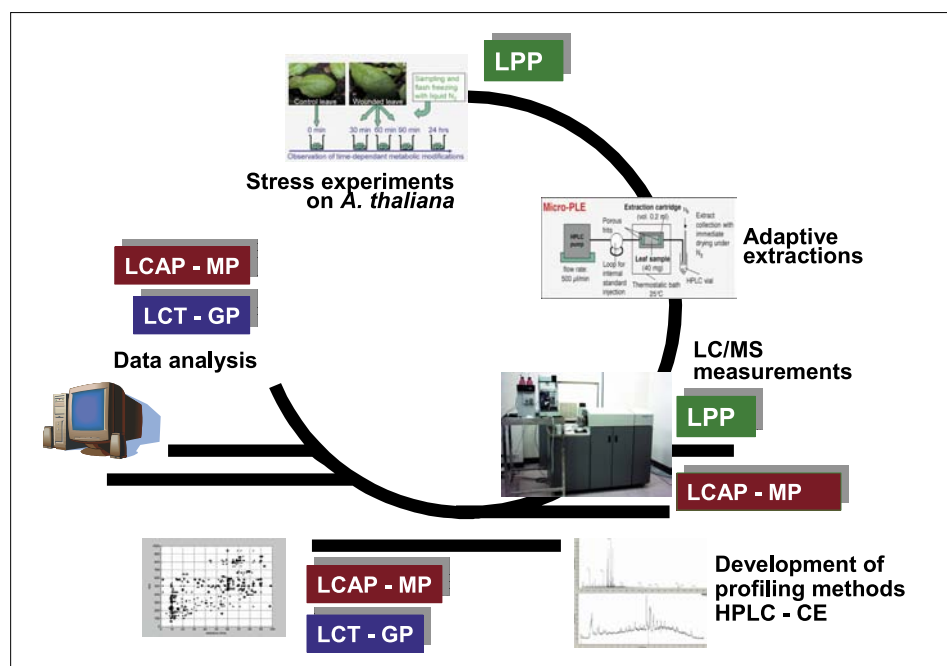 LPP
Control leave
Wounded leave
Sampling and
flash freezing
with liquid N₂
0 min
30 min
60 min
90 min
24 hrs
Observation of time-dependant metabolic modifications
Stress experiments
on A. thaliana
Micro-PLE
Extraction cartridge
(vol. 0.2 ml)
N₂
Extract
collection with
immediate
drying under
N₂
Porous
frits
HPLC
pump
flow rate:
500 µl/min
Loop for
internal
standard
injection
Leaf sample
(40 mg)
Thermostatic bath
25°C
HPLC vial
Adaptive
extractions
LCAP - MP
LCT - GP
Data analysis
LC/MS
measurements
LPP
LCAP - MP
LCAP - MP
LCT - GP
Development of
profiling methods
HPLC - CE